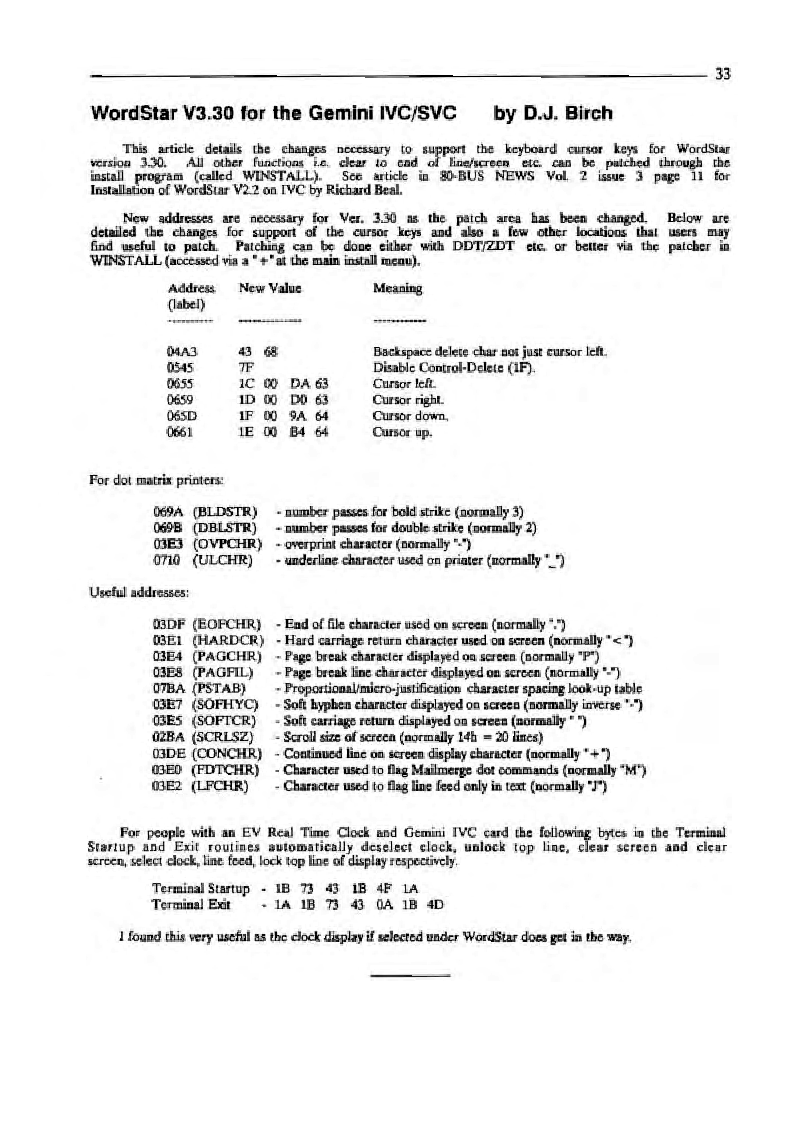 33
WordStar V3.30 for the Gemini IVC/SVC by D.J. Birch
This article details the changes necessary to support the keyboard cursor keys for WordStar
version 3.30. All other functions i.e. clear to end of line/screen etc. can be patched through the
install program (called WINSTALL). See article in 80-BUS NEWS Vol. 2 issue 3 page 11 for
Installation of WordStar V2.2 on IVC by Richard Beal.
New addresses are necessary for Ver. 3.30 as the patch area has been changed. Below are
detailed the changes for support of the cursor keys and also a few other locations that users may
find useful to patch. Patching can be done either with DDT/ZDT etc. or better via the patcher in
WINSTALL (accessed via a "+" at the main install menu).
Address New Value Meaning
(label)
---------- -------------- ------------
04A3 43 68 Backspace delete char not just cursor left.
0545 7F Disable Control-Delete (1F).
0655 1C 00 DA 63 Cursor left.
0659 1D 00 D0 63 Cursor right.
065D 1F 00 9A 64 Cursor down.
0661 1E 00 B4 64 Cursor up.
For dot matrix printers:
069A (BLDSTR) - number passes for bold strike (normally 3)
069B (DBLSTR) - number passes for double strike (normally 2)
03E3 (OVPCHR) - overprint character (normally "-")
0710 (ULCHR) - underline character used on printer (normally "_")
Useful addresses:
03DF (EOFCHR) - End of file character used on screen (normally ".")
03E1 (HARDCR) - Hard carriage return character used on screen (normally "<")
03E4 (PAGCHR) - Page break character displayed on screen (normally "P")
03E8 (PAGFIL) - Page break line character displayed on screen (normally "-")
07BA (PSTAB) - Proportional/micro-justification character spacing look-up table
03E7 (SOFHYC) - Soft hyphen character displayed on screen (normally inverse "-")
03E5 (SOFTCR) - Soft carriage return displayed on screen (normally " ")
02BA (SCRLSZ) - Scroll size of screen (normally 14h = 20 lines)
03DE (CONCHR) - Continued line on screen display character (normally "+")
03E0 (FDTCHR) - Character used to flag Mailmerge dot commands (normally "M")
03E2 (LFCHR) - Character used to flag line feed only in text (normally "J")
For people with an EV Real Time Clock and Gemini IVC card the following bytes in the Terminal
Startup and Exit routines automatically deselect clock, unlock top line, clear screen and clear
screen, select clock, line feed, lock top line of display respectively.
Terminal Startup - 1B 73 43 1B 4F 1A
Terminal Exit - 1A 1B 73 43 0A 1B 4D
I found this very useful as the clock display if selected under WordStar does get in the way.